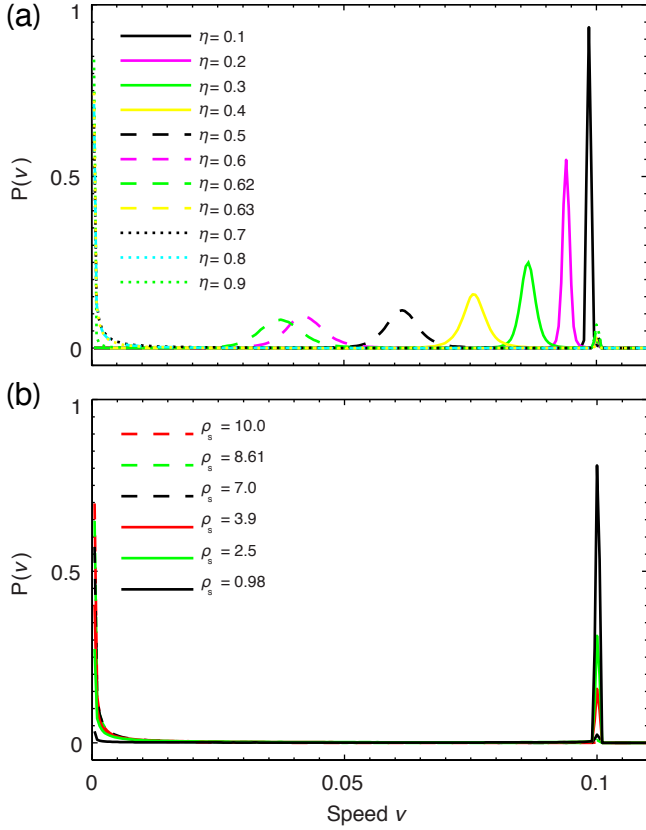 (a)
1
0.5
0
P(v)
η = 0.1
η = 0.2
η = 0.3
η = 0.4
η = 0.5
η = 0.6
η = 0.62
η = 0.63
η = 0.7
η = 0.8
η = 0.9
(b)
1
0.5
0
P(v)
ρs = 10.0
ρs = 8.61
ρs = 7.0
ρs = 3.9
ρs = 2.5
ρs = 0.98
0 0.05 0.1
Speed v